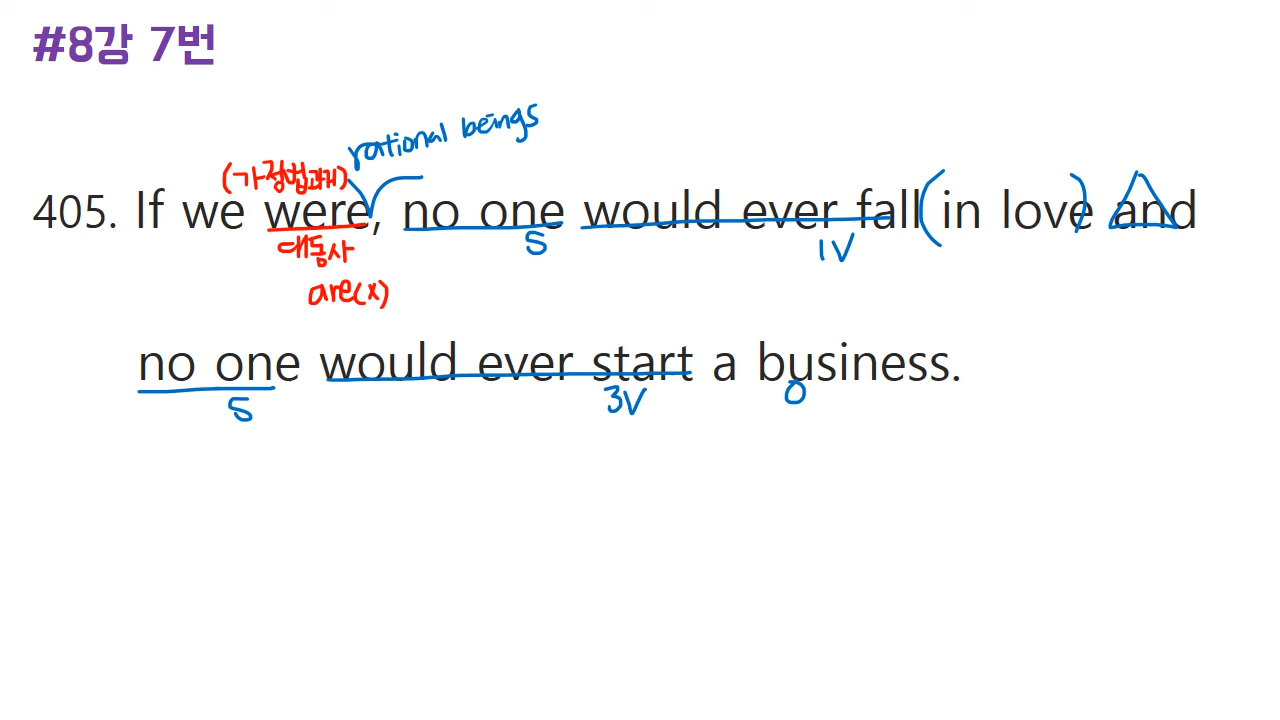 #8강 7번
rational beings
(가정법과거)
405. If we were, no one would ever fall (in love) and
S
대동사
1V
are(x)
no one would ever start a business.
S
3V
O